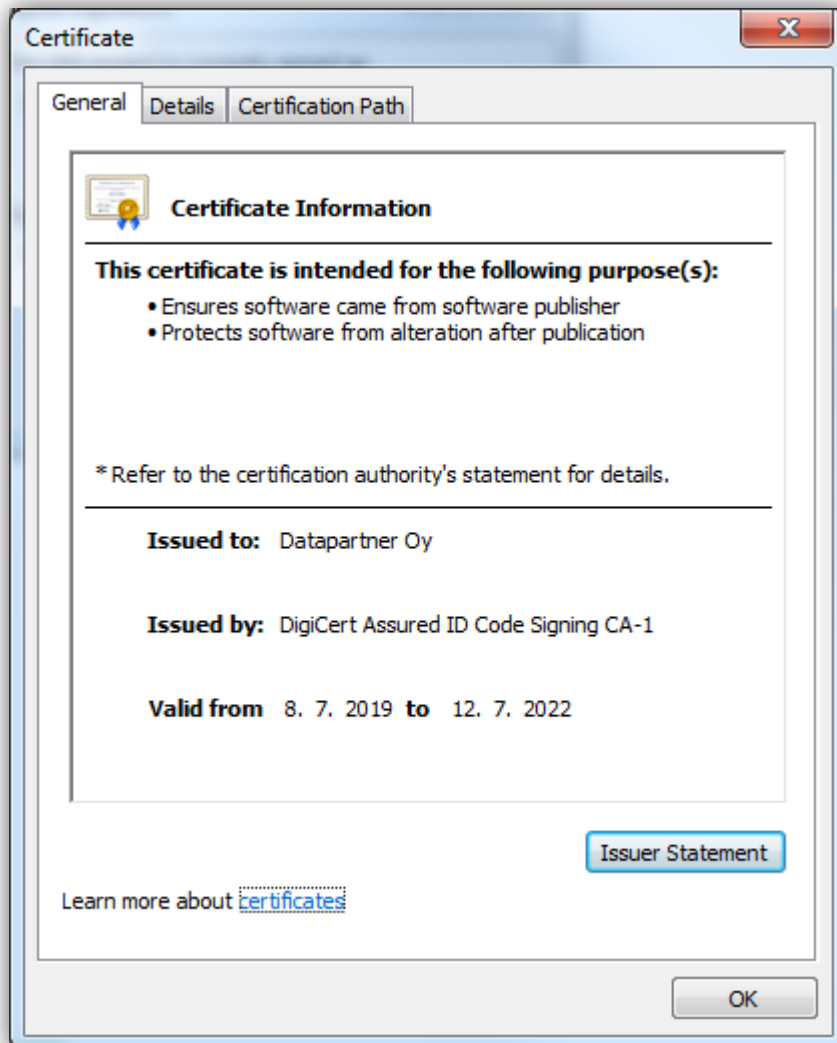 Certificate
General Details Certification Path
Certificate Information
This certificate is intended for the following purpose(s):
• Ensures software came from software publisher
• Protects software from alteration after publication
* Refer to the certification authority's statement for details.
Issued to: Datapartner Oy
Issued by: DigiCert Assured ID Code Signing CA-1
Valid from 8. 7. 2019 to 12. 7. 2022
Issuer Statement
Learn more about certificates
OK